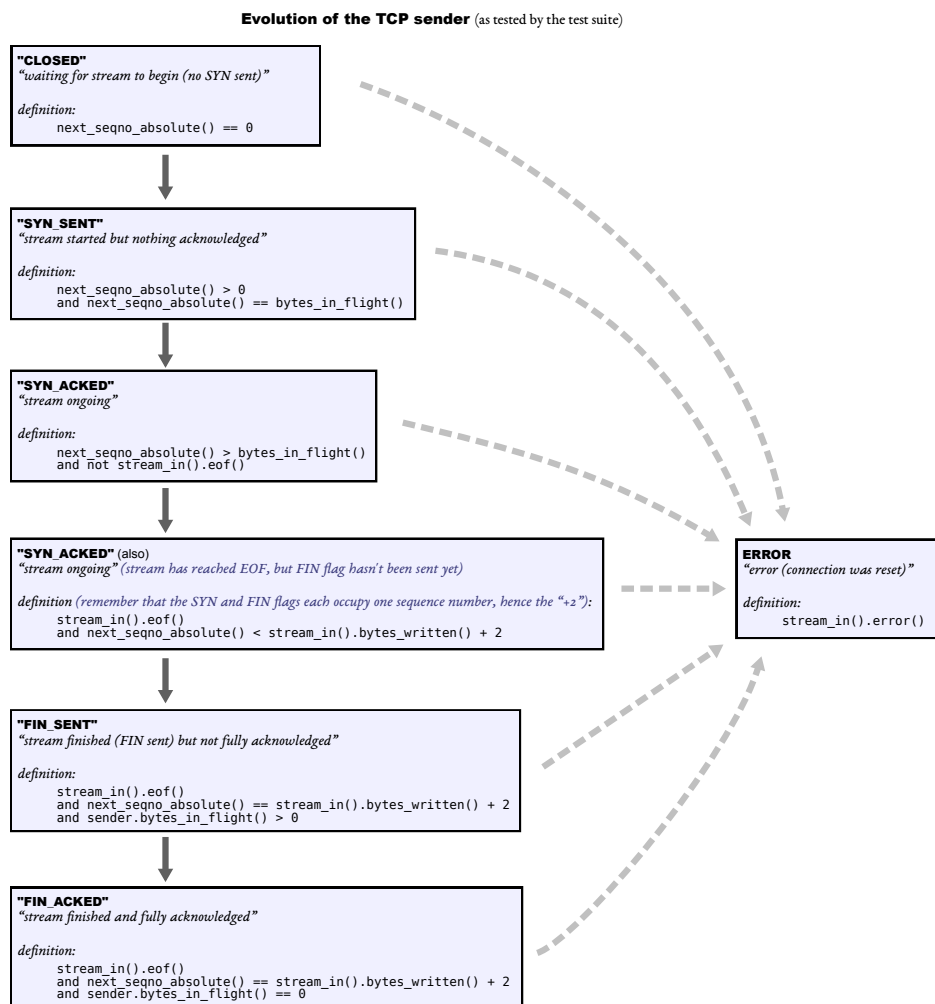 Evolution of the TCP sender (as tested by the test suite)
"CLOSED"
“waiting for stream to begin (no SYN sent)”
definition:
next_seqno_absolute() == 0
"SYN_SENT"
“stream started but nothing acknowledged”
definition:
next_seqno_absolute() > 0
and next_seqno_absolute() == bytes_in_flight()
"SYN_ACKED"
“stream ongoing”
definition:
next_seqno_absolute() > bytes_in_flight()
and not stream_in().eof()
"SYN_ACKED" (also)
“stream ongoing” (stream has reached EOF, but FIN flag hasn't been sent yet)
definition (remember that the SYN and FIN flags each occupy one sequence number, hence the “+2”):
stream_in().eof()
and next_seqno_absolute() < stream_in().bytes_written() + 2
ERROR
“error (connection was reset)”
definition:
stream_in().error()
"FIN_SENT"
“stream finished (FIN sent) but not fully acknowledged”
definition:
stream_in().eof()
and next_seqno_absolute() == stream_in().bytes_written() + 2
and sender.bytes_in_flight() > 0
"FIN_ACKED"
“stream finished and fully acknowledged”
definition:
stream_in().eof()
and next_seqno_absolute() == stream_in().bytes_written() + 2
and sender.bytes_in_flight() == 0